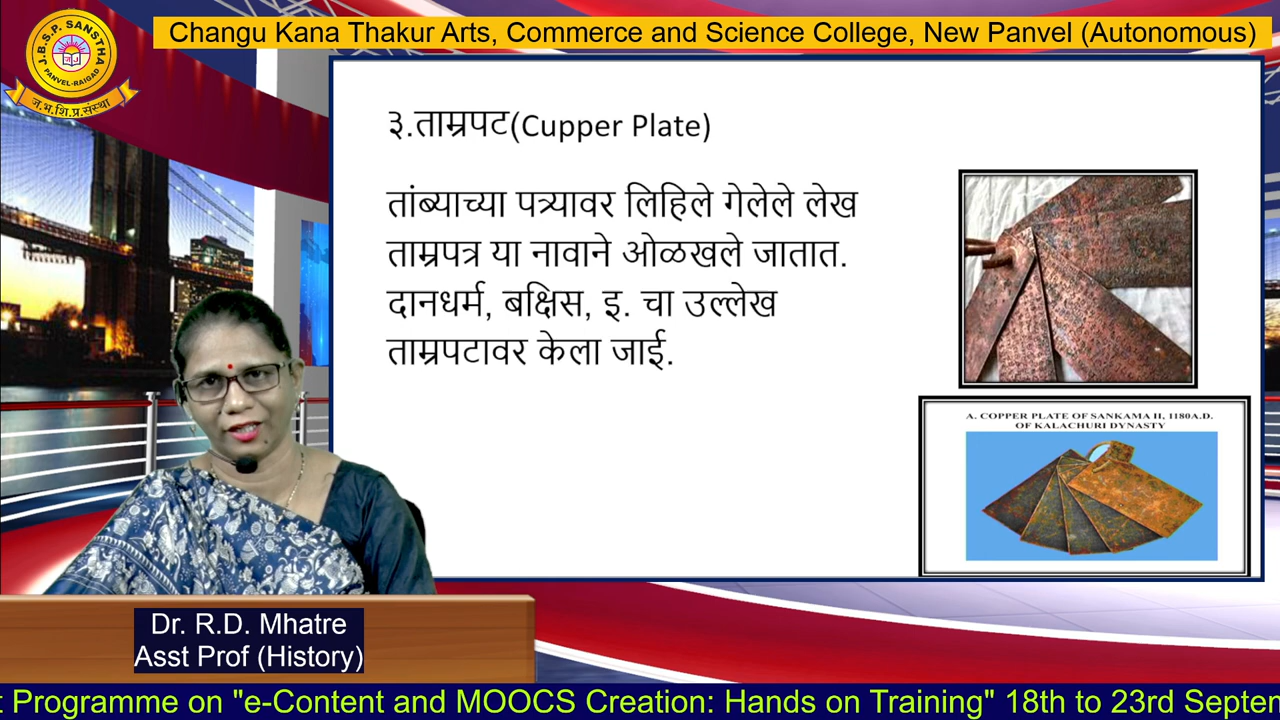 J.B.S.P. SANSTHA
PANVEL-RAIGAD
ज.भ.शि.प्र.संस्था
Changu Kana Thakur Arts, Commerce and Science College, New Panvel (Autonomous)
३.ताम्रपट(Cupper Plate)
तांब्याच्या पत्र्यावर लिहिले गेलेले लेख
ताम्रपत्र या नावाने ओळखले जातात.
दानधर्म, बक्षिस, इ. चा उल्लेख
ताम्रपटावर केला जाई.
A. COPPER PLATE OF SANKAMA II, 1180A.D.
OF KALACHURI DYNASTY
Dr. R.D. Mhatre
Asst Prof (History)
t Programme on "e-Content and MOOCS Creation: Hands on Training" 18th to 23rd Septer